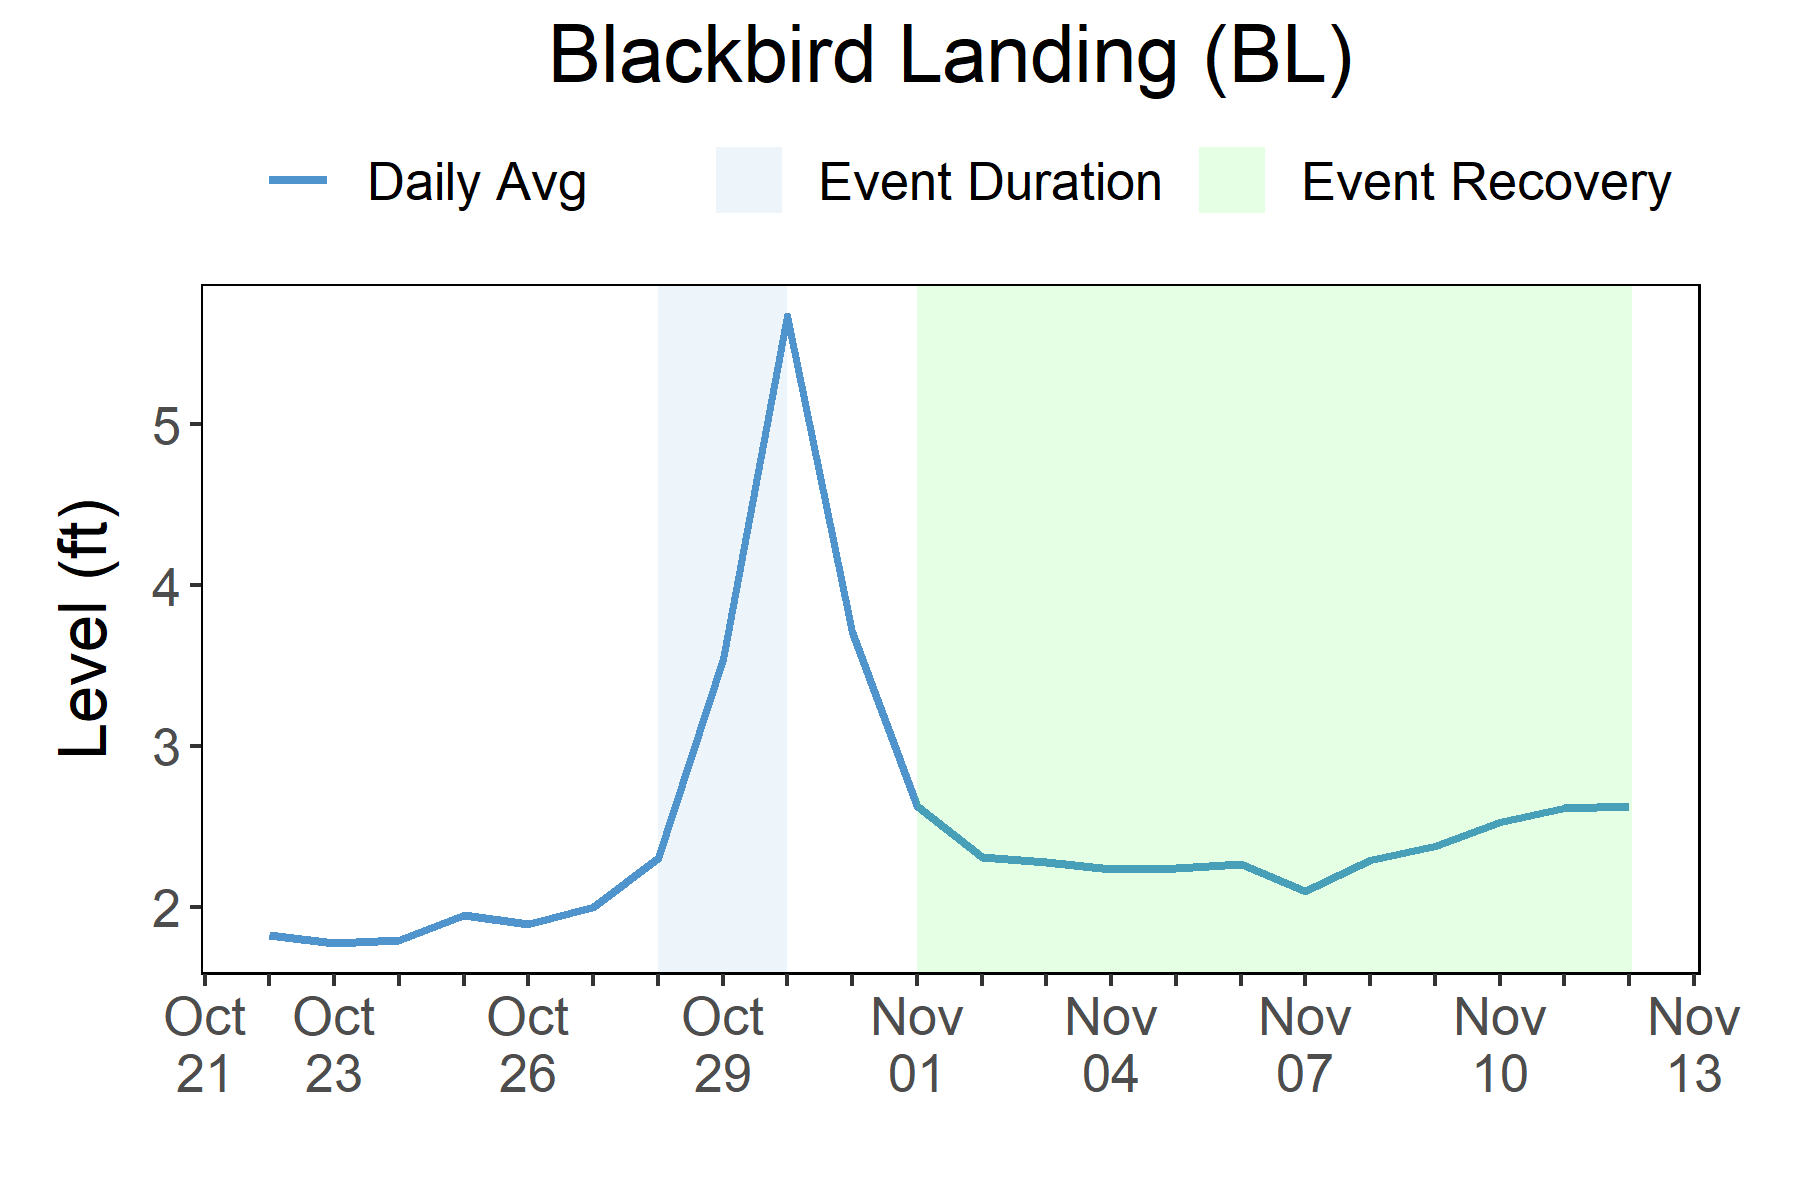 Blackbird Landing (BL)
Daily Avg Event Duration Event Recovery
Level (ft)
5
4
3
2
Oct Oct Oct Oct Nov Nov Nov Nov Nov
21 23 26 29 01 04 07 10 13